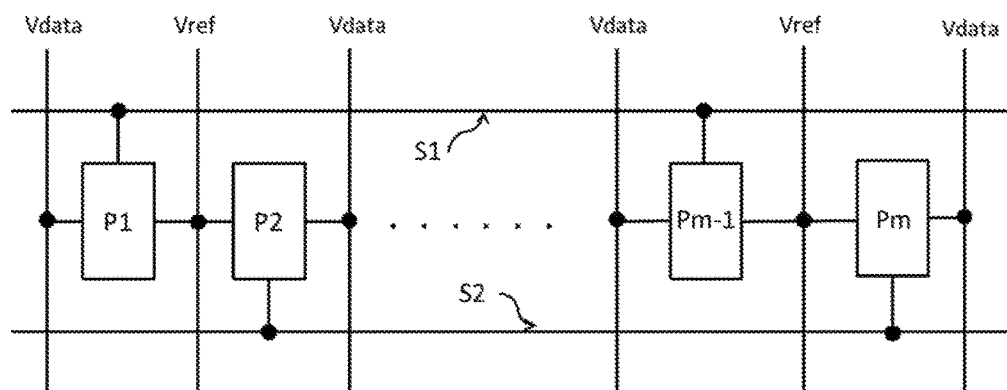 Vdata Vref Vdata Vdata Vref Vdata
S1
P1 P2 . . . . . . Pm-1 Pm
S2